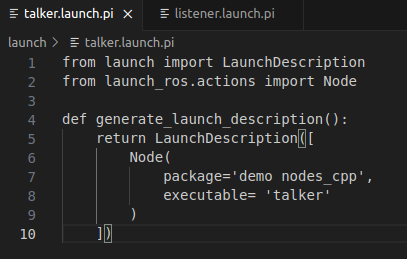 talker.launch.pi × listener.launch.pi
launch > talker.launch.pi
1 from launch import LaunchDescription
2 from launch_ros.actions import Node
3
4 def generate_launch_description():
5     return LaunchDescription([
6         Node(
7             package='demo nodes_cpp',
8             executable= 'talker'
9         )
10     ])